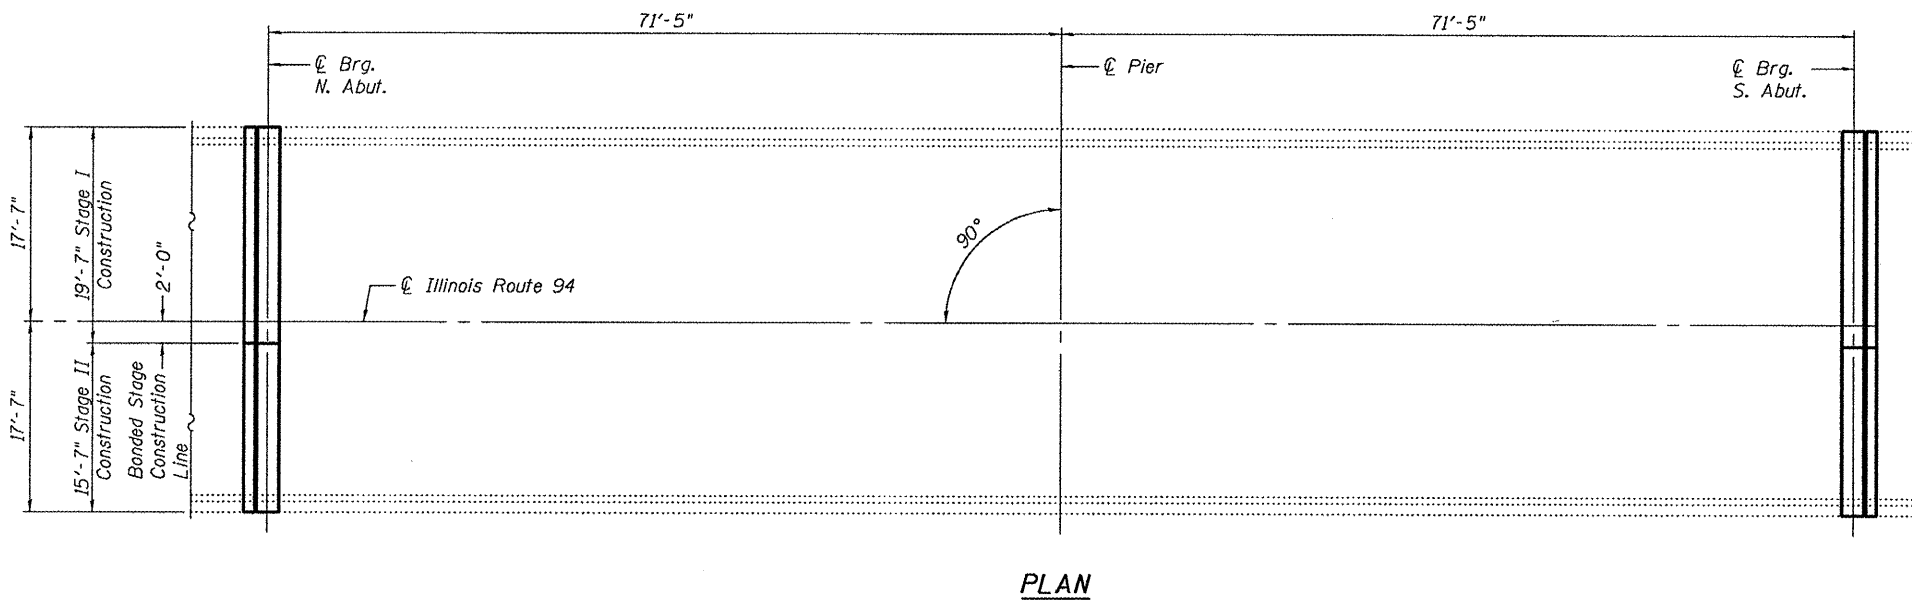 71'-5"
71'-5"
℄ Brg.
N. Abut.
℄ Pier
℄ Brg.
S. Abut.
17'-7"
19'-7" Stage I
Construction
2'-0"
90°
℄ Illinois Route 94
17'-7"
15'-7" Stage II
Construction
Bonded Stage
Construction
Line
PLAN